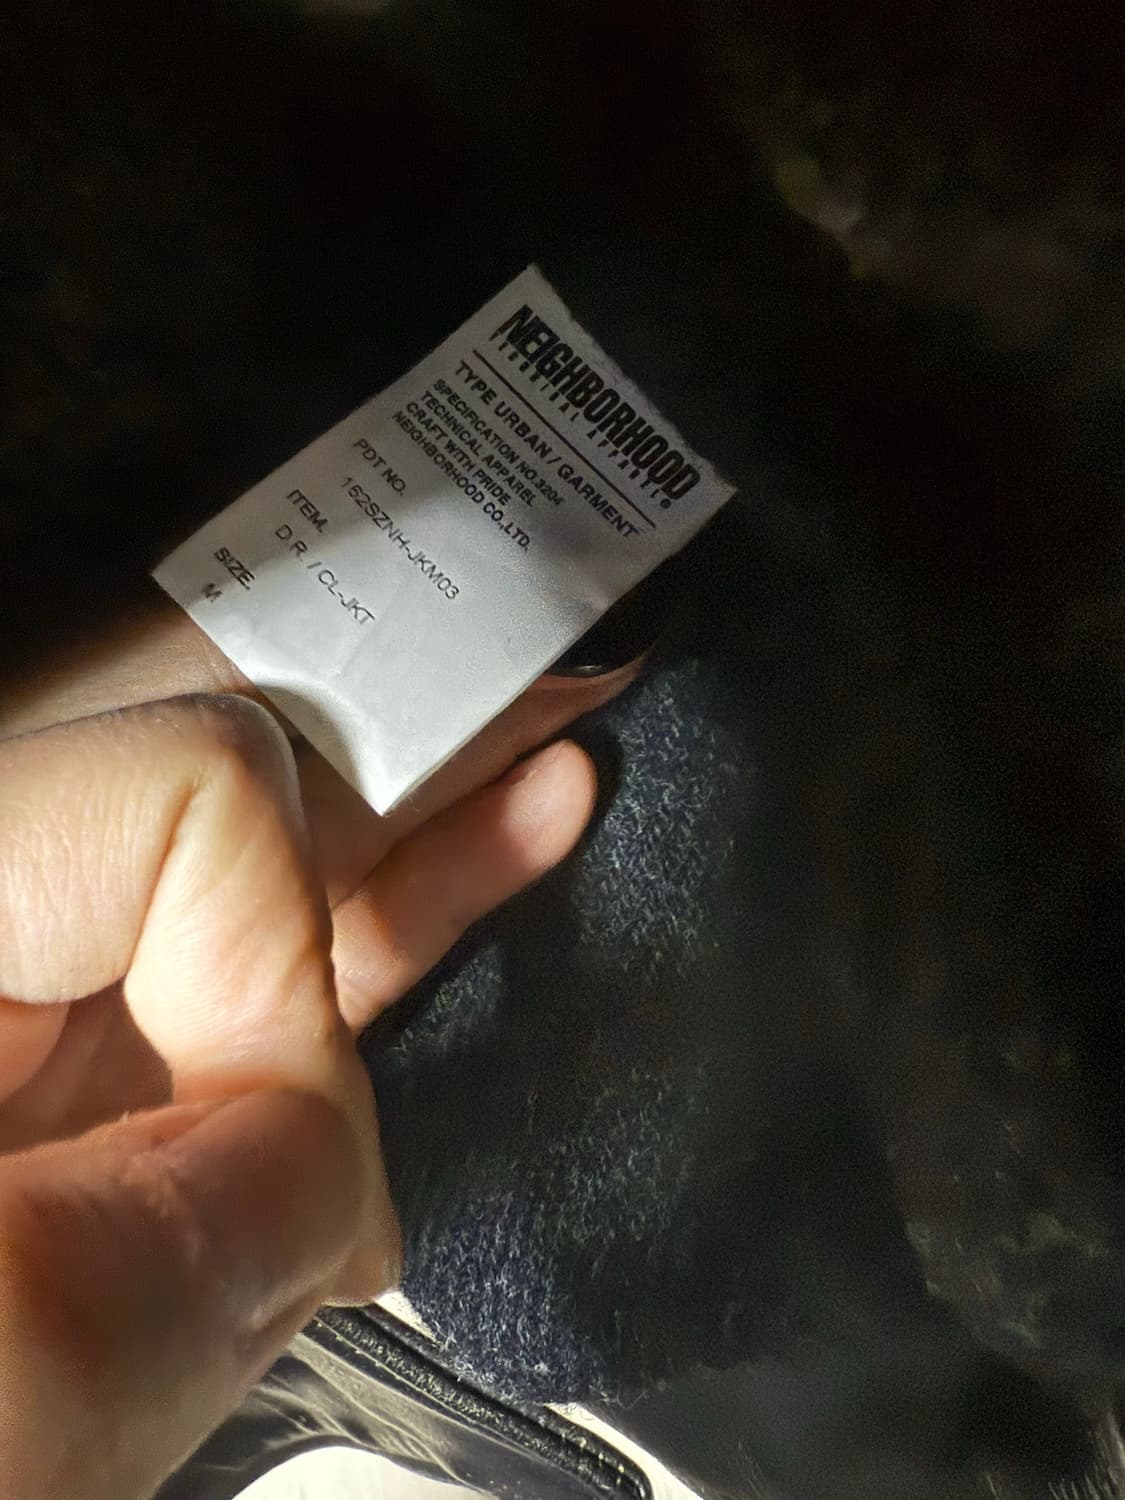 NEIGHBORHOOD
TECHNICAL APPAREL®
TYPE URBAN / GARMENT
SPECIFICATION NO.3204
TECHNICAL APPAREL
CRAFT WITH PRIDE
NEIGHBORHOOD CO.,LTD.
PDT NO.
162SZNH-JKM03
ITEM.
D.R. / CL-JKT
SIZE.
M